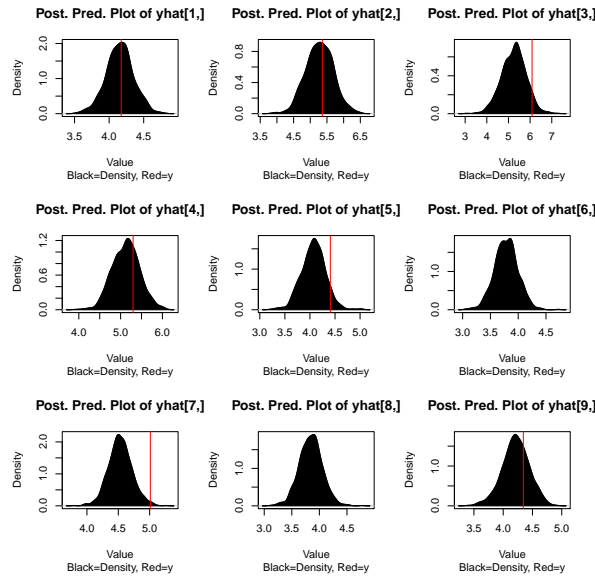 Post. Pred. Plot of yhat[1,]
Density
0.0 1.0 2.0
3.5 4.5
Value
Black=Density, Red=y
Post. Pred. Plot of yhat[2,]
Density
0.0 0.4 0.8
3.5 4.5 5.5 6.5
Value
Black=Density, Red=y
Post. Pred. Plot of yhat[3,]
Density
0.0 0.4
3 4 5 6 7
Value
Black=Density, Red=y
Post. Pred. Plot of yhat[4,]
Density
0.0 0.6 1.2
4.0 5.0 6.0
Value
Black=Density, Red=y
Post. Pred. Plot of yhat[5,]
Density
0.0 1.0
3.0 3.5 4.0 4.5 5.0
Value
Black=Density, Red=y
Post. Pred. Plot of yhat[6,]
Density
0.0 1.0
3.0 3.5 4.0 4.5
Value
Black=Density, Red=y
Post. Pred. Plot of yhat[7,]
Density
0.0 1.0 2.0
4.0 4.5 5.0
Value
Black=Density, Red=y
Post. Pred. Plot of yhat[8,]
Density
0.0 1.0
3.0 3.5 4.0 4.5
Value
Black=Density, Red=y
Post. Pred. Plot of yhat[9,]
Density
0.0 1.0
3.5 4.0 4.5 5.0
Value
Black=Density, Red=y